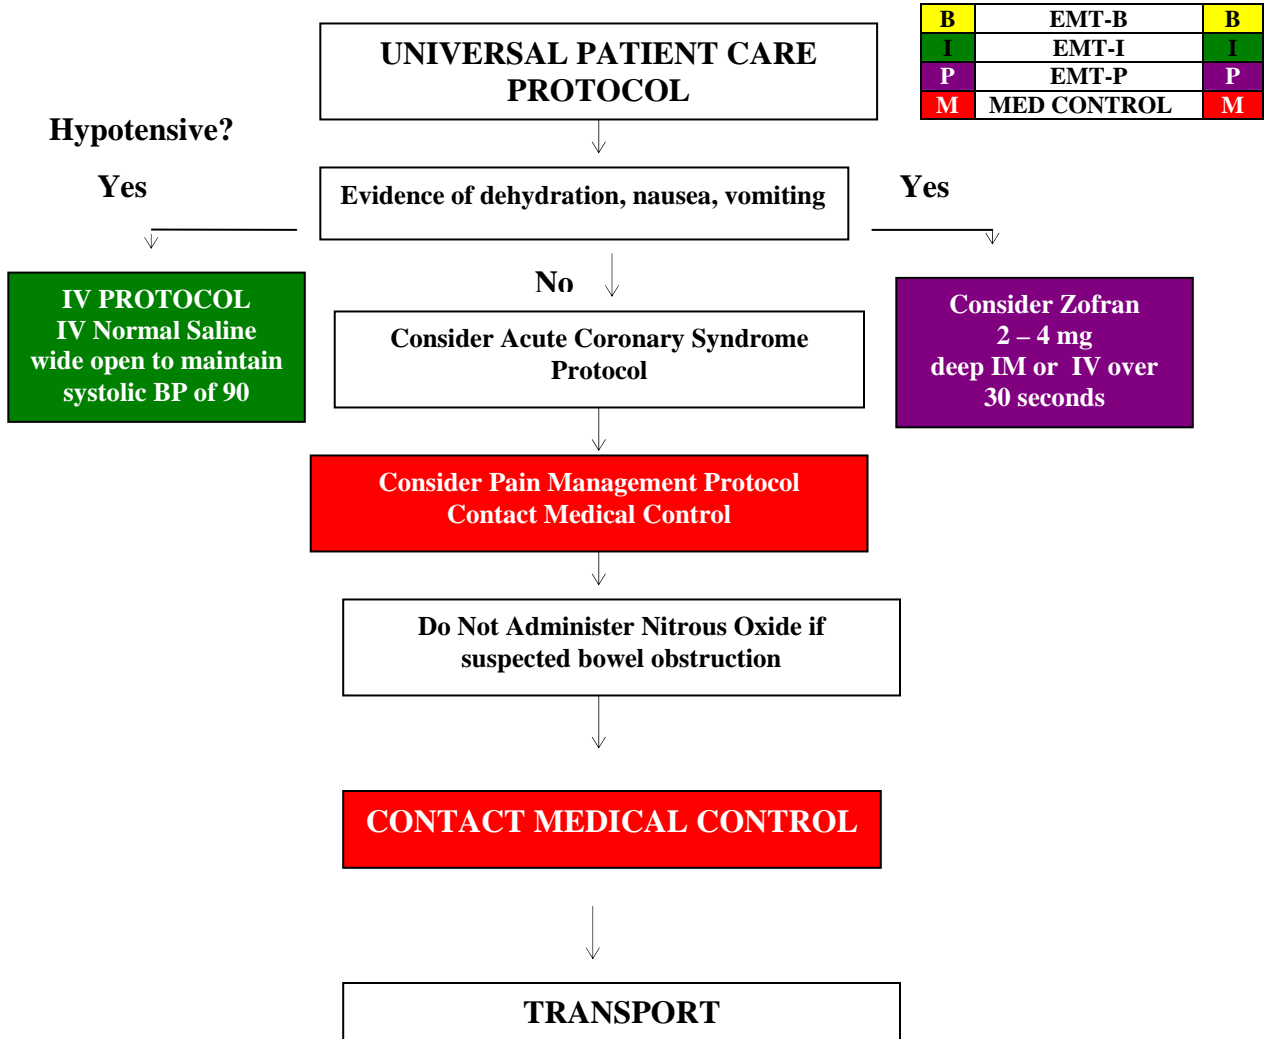 UNIVERSAL PATIENT CARE
PROTOCOL
B EMT-B B
I EMT-I I
P EMT-P P
M MED CONTROL M
Hypotensive?
Yes
Evidence of dehydration, nausea, vomiting
Yes
IV PROTOCOL
IV Normal Saline
wide open to maintain
systolic BP of 90
No
Consider Acute Coronary Syndrome
Protocol
Consider Zofran
2 – 4 mg
deep IM or IV over
30 seconds
Consider Pain Management Protocol
Contact Medical Control
Do Not Administer Nitrous Oxide if
suspected bowel obstruction
CONTACT MEDICAL CONTROL
TRANSPORT